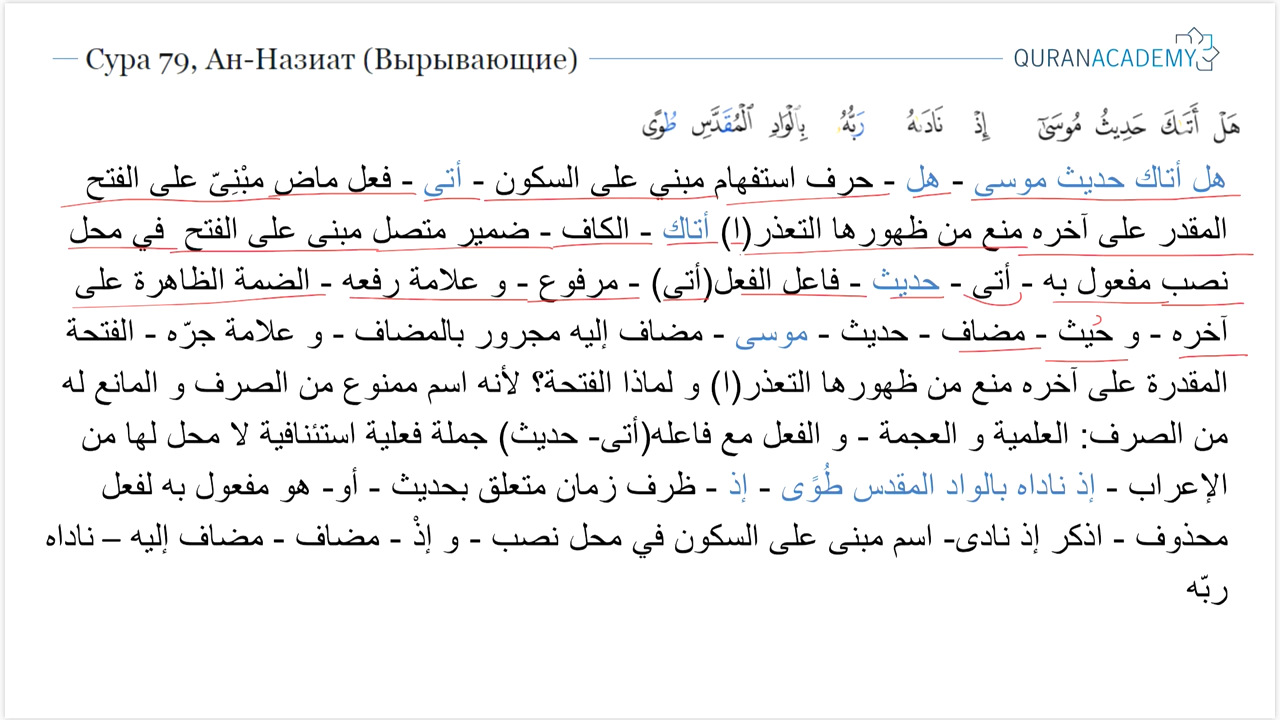 Сура 79, Ан-Назиат (Вырывающие)
QURANACADEMY
هَلْ أَتَىٰكَ حَدِيثُ مُوسَىٰٓ إِذْ نَادَىٰهُ رَبُّهُۥ بِٱلْوَادِ ٱلْمُقَدَّسِ طُوًى
هل أتاك حديث موسى - هل - حرف استفهام مبني على السكون - أتى - فعل ماض مبْنِىّ على الفتح
المقدر على آخره منع من ظهورها التعذر(ا) أتاك - الكاف - ضمير متصل مبنى على الفتح في محل
نصب مفعول به - أتى - حديث - فاعل الفعل(أتى) - مرفوع - و علامة رفعه - الضمة الظاهرة على
آخره - و حيث - مضاف - حديث - موسى - مضاف إليه مجرور بالمضاف - و علامة جرّه - الفتحة
المقدرة على آخره منع من ظهورها التعذر(ا) و لماذا الفتحة؟ لأنه اسم ممنوع من الصرف و المانع له
من الصرف: العلمية و العجمة - و الفعل مع فاعله(أتى- حديث) جملة فعلية استئنافية لا محل لها من
الإعراب - إذ ناداه بالواد المقدس طُوًى - إذ - ظرف زمان متعلق بحديث - أو- هو مفعول به لفعل
محذوف - اذكر إذ نادى- اسم مبنى على السكون في محل نصب - و إذْ - مضاف - مضاف إليه – ناداه
ربّه